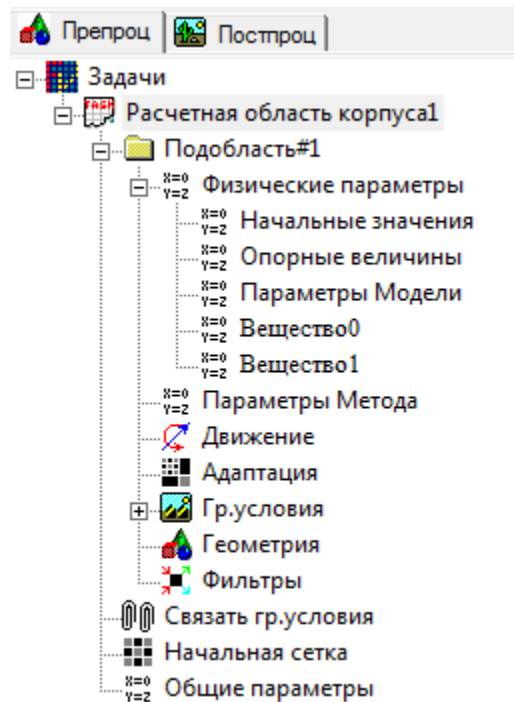 Препроц Постпроц
Задачи
Расчетная область корпуса1
Подобласть#1
Физические параметры
Начальные значения
Опорные величины
Параметры Модели
Вещество0
Вещество1
Параметры Метода
Движение
Адаптация
Гр.условия
Геометрия
Фильтры
Связать гр.условия
Начальная сетка
Общие параметры